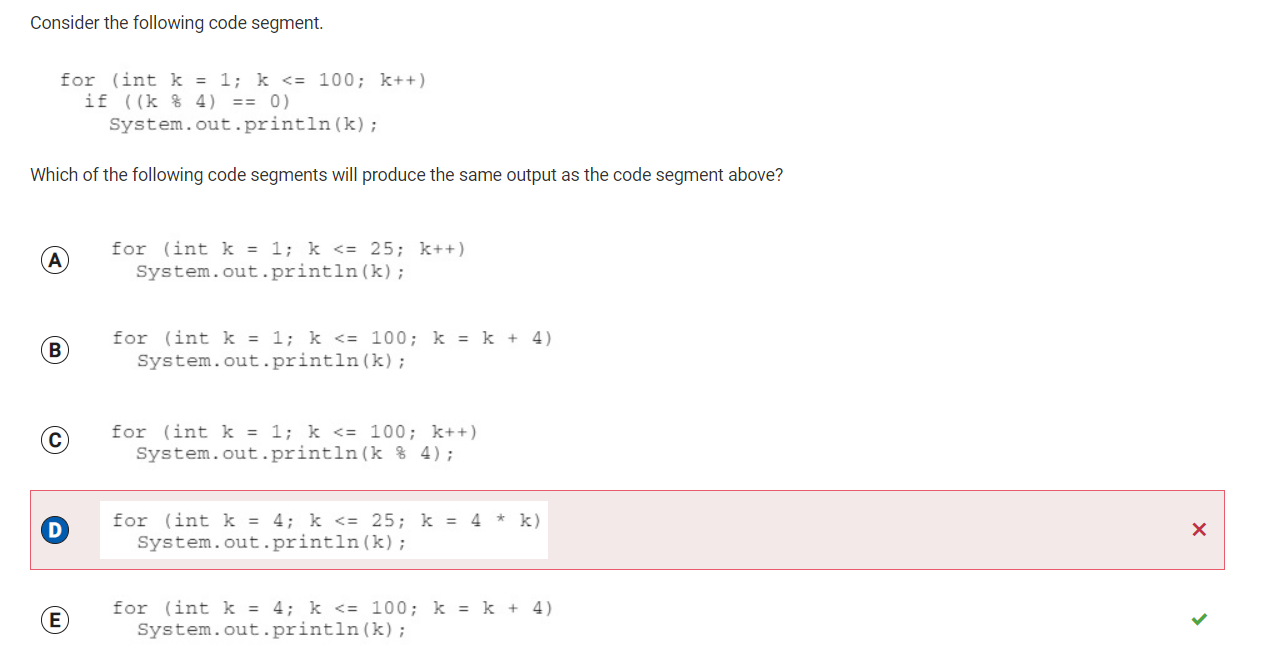 Consider the following code segment.
for (int k = 1; k <= 100; k++)
if ((k % 4) == 0)
System.out.println(k);
Which of the following code segments will produce the same output as the code segment above?
A
for (int k = 1; k <= 25; k++)
System.out.println(k);
B
for (int k = 1; k <= 100; k = k + 4)
System.out.println(k);
C
for (int k = 1; k <= 100; k++)
System.out.println(k % 4);
D
for (int k = 4; k <= 25; k = 4 * k)
System.out.println(k);
E
for (int k = 4; k <= 100; k = k + 4)
System.out.println(k);